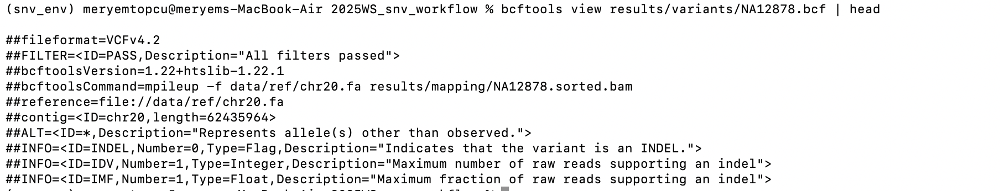 (snv_env) meryemtopcu@meryems-MacBook-Air 2025WS_snv_workflow % bcftools view results/variants/NA12878.bcf | head
##fileformat=VCFv4.2
##FILTER=<ID=PASS,Description="All filters passed">
##bcftoolsVersion=1.22+htslib-1.22.1
##bcftoolsCommand=mpileup -f data/ref/chr20.fa results/mapping/NA12878.sorted.bam
##reference=file://data/ref/chr20.fa
##contig=<ID=chr20,length=62435964>
##ALT=<ID=*,Description="Represents allele(s) other than observed.">
##INFO=<ID=INDEL,Number=0,Type=Flag,Description="Indicates that the variant is an INDEL.">
##INFO=<ID=IDV,Number=1,Type=Integer,Description="Maximum number of raw reads supporting an indel">
##INFO=<ID=IMF,Number=1,Type=Float,Description="Maximum fraction of raw reads supporting an indel">